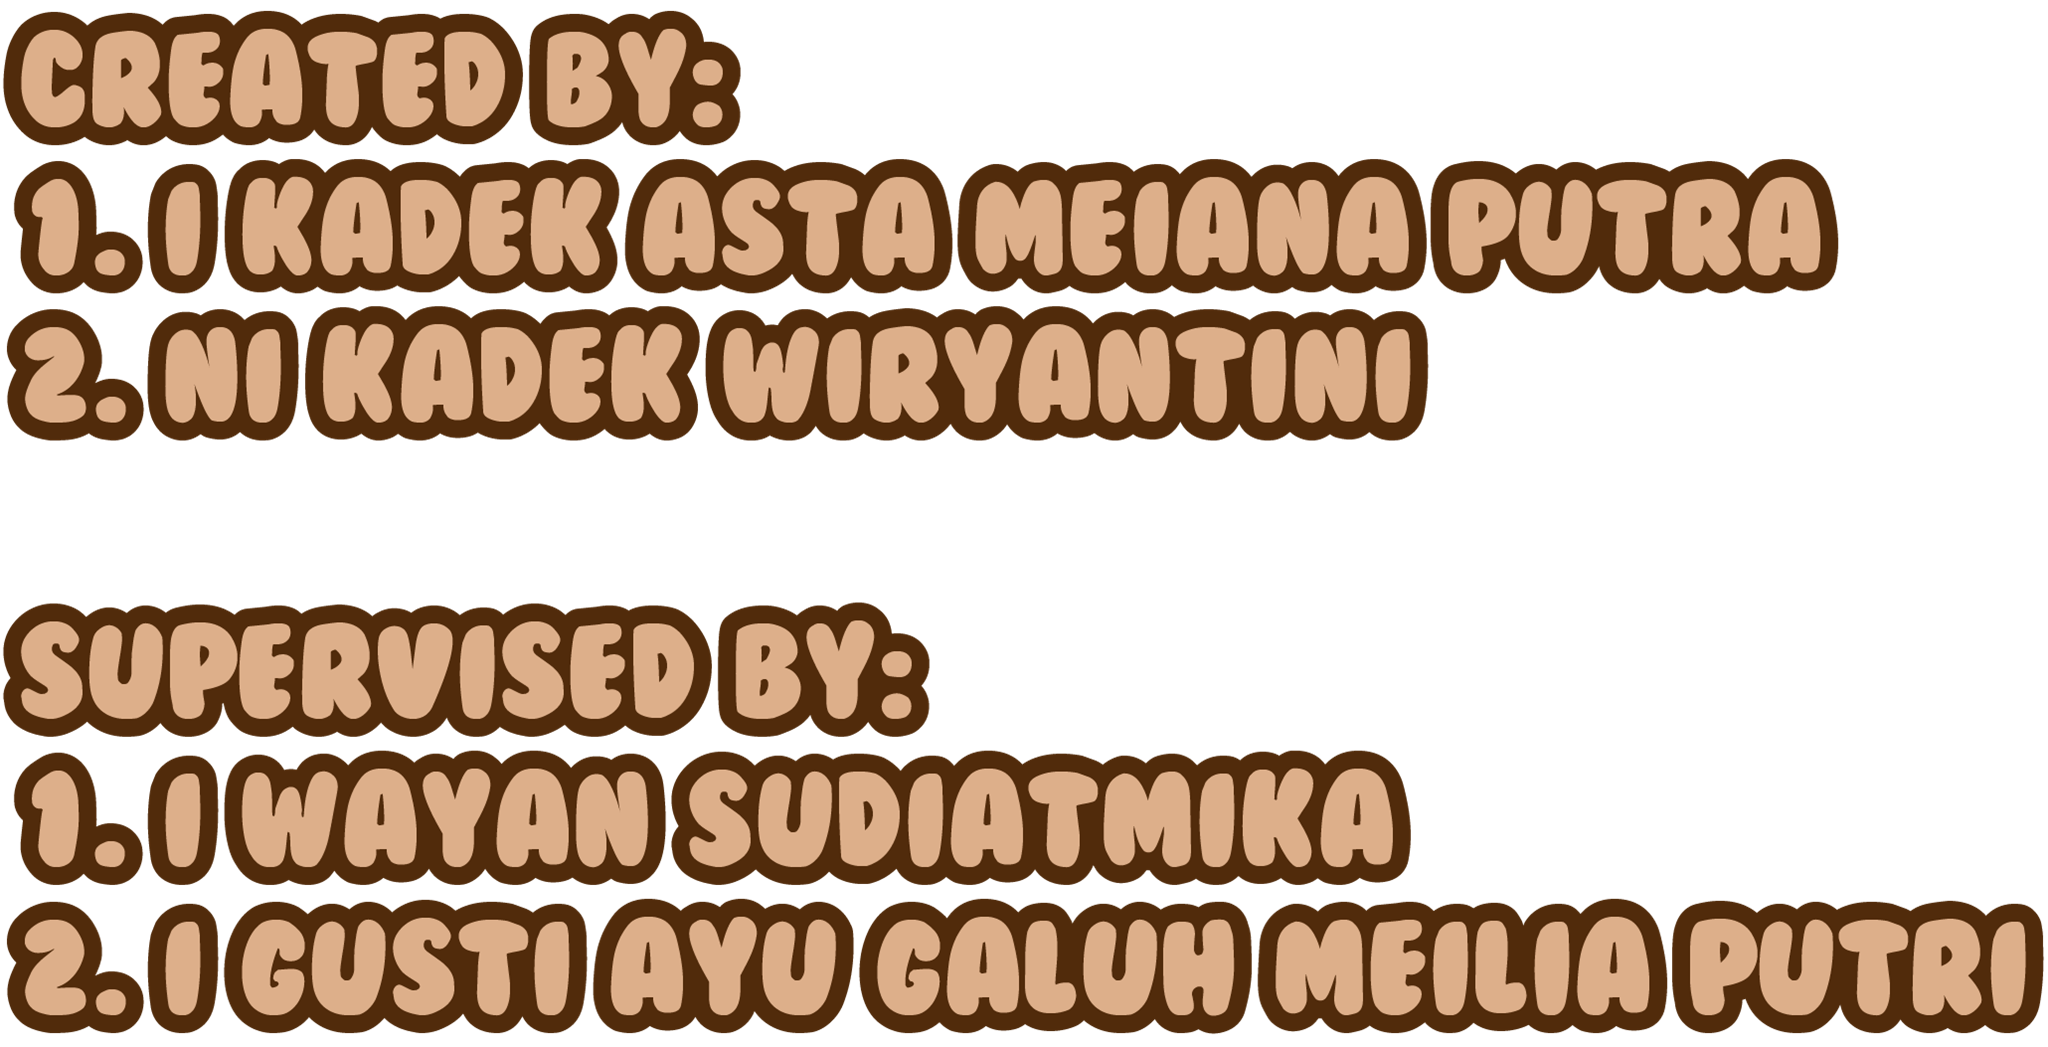 CREATED BY:
1. I KADEK ASTA MEIANA PUTRA
2. NI KADEK WIRYANTINI
SUPERVISED BY:
1. I WAYAN SUDIATMIKA
2. I GUSTI AYU GALUH MEILIA PUTRI